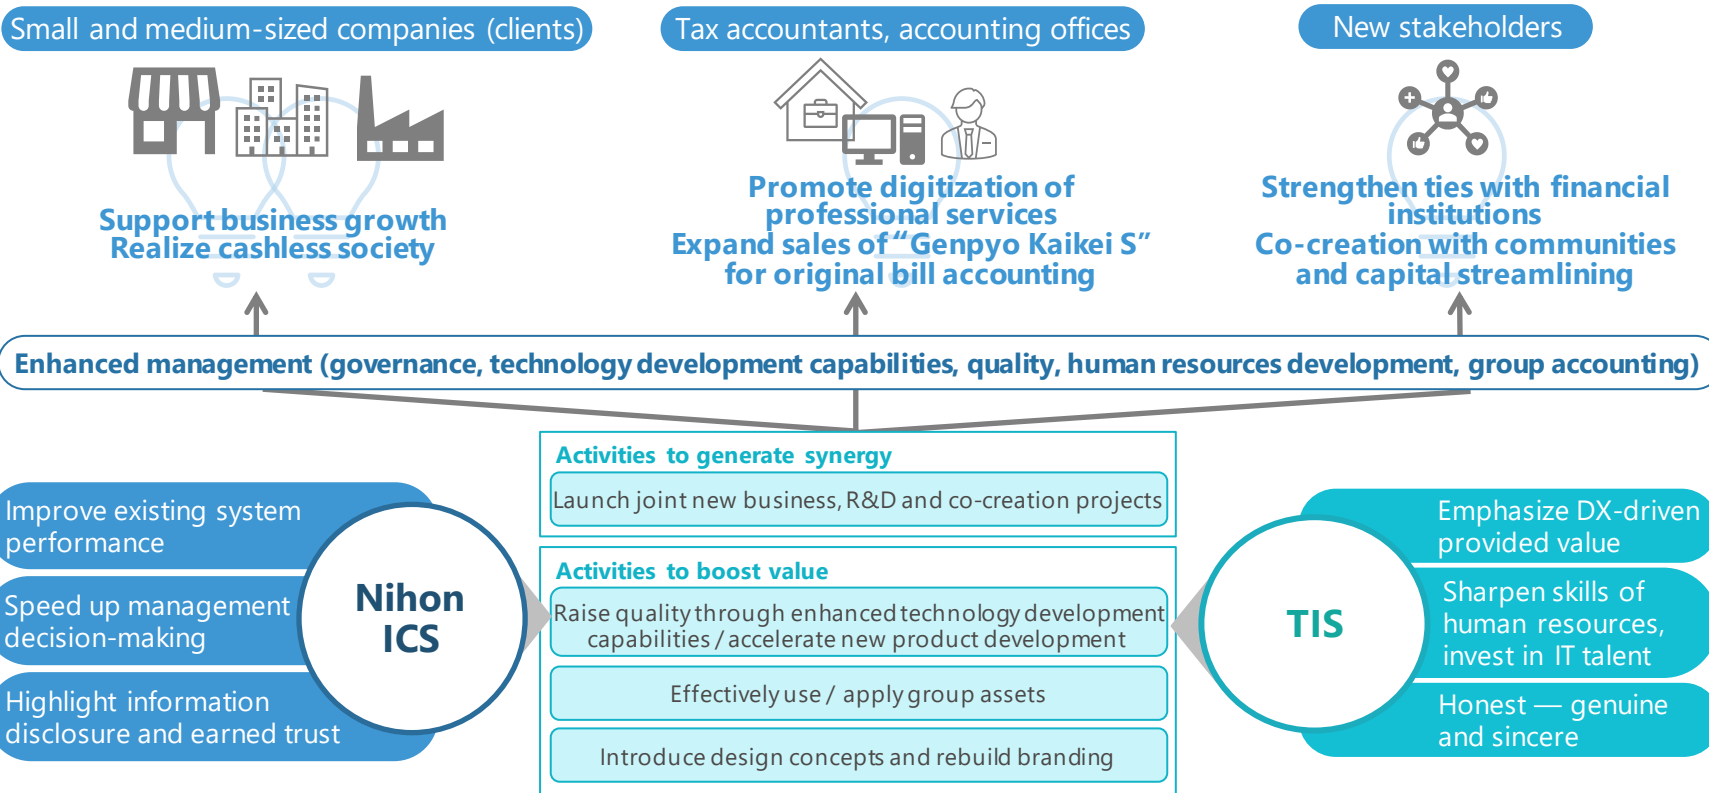 Small and medium-sized companies (clients)
Support business growth
Realize cashless society
Tax accountants, accounting offices
Promote digitization of
professional services
Expand sales of “Genpyo Kaikei S”
for original bill accounting
New stakeholders
Strengthen ties with financial
institutions
Co-creation with communities
and capital streamlining
Enhanced management (governance, technology development capabilities, quality, human resources development, group accounting)
Improve existing system
performance
Speed up management
decision-making
Highlight information
disclosure and earned trust
Nihon
ICS
Activities to generate synergy
Launch joint new business, R&D and co-creation projects
Activities to boost value
Raise quality through enhanced technology development
capabilities / accelerate new product development
Effectively use / apply group assets
Introduce design concepts and rebuild branding
TIS
Emphasize DX-driven
provided value
Sharpen skills of
human resources,
invest in IT talent
Honest — genuine
and sincere